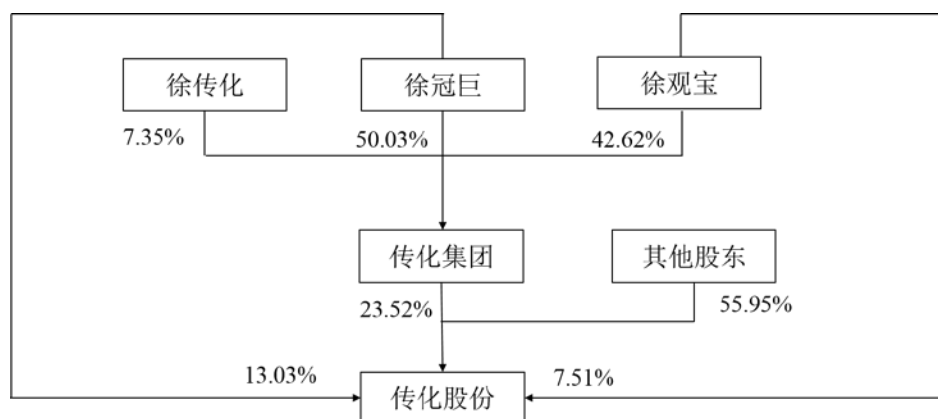 徐传化
徐冠巨
徐观宝
7.35%
50.03%
42.62%
传化集团
其他股东
23.52%
55.95%
13.03%
7.51%
传化股份